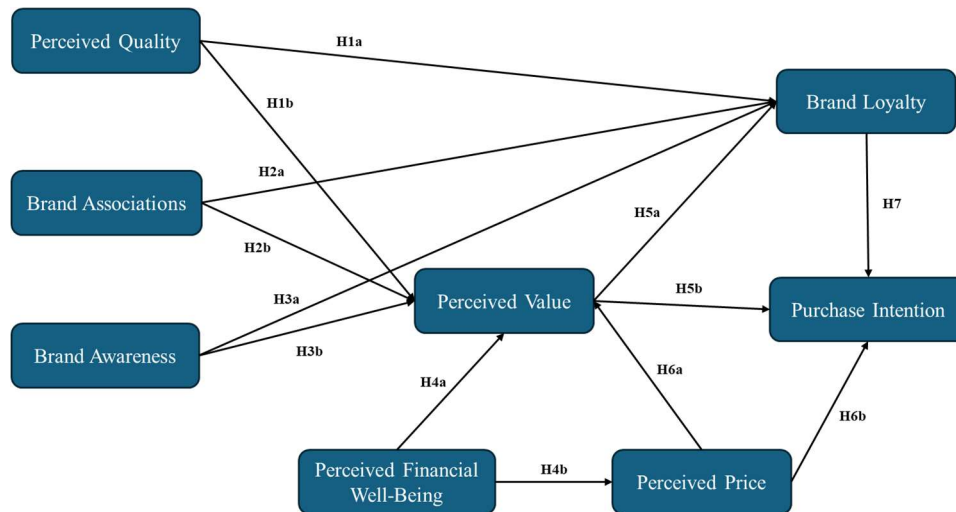 Perceived Quality
H1a
Brand Loyalty
H1b
H2a
Brand Associations
H5a
H7
H2b
H3a
Perceived Value
H5b
Purchase Intention
Brand Awareness
H3b
H4a
H6a
H6b
Perceived Financial
Well-Being
H4b
Perceived Price